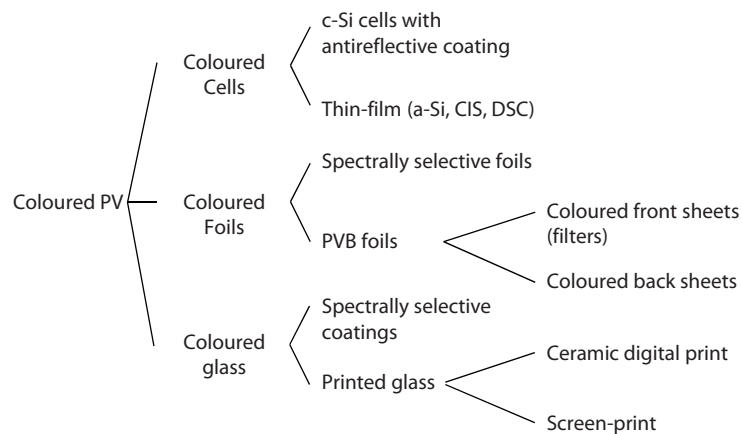 Coloured PV
Coloured
Cells
c-Si cells with
antireflective coating
Thin-film (a-Si, CIS, DSC)
Coloured
Foils
Spectrally selective foils
PVB foils
Coloured front sheets
(filters)
Coloured back sheets
Coloured
glass
Spectrally selective
coatings
Printed glass
Ceramic digital print
Screen-print